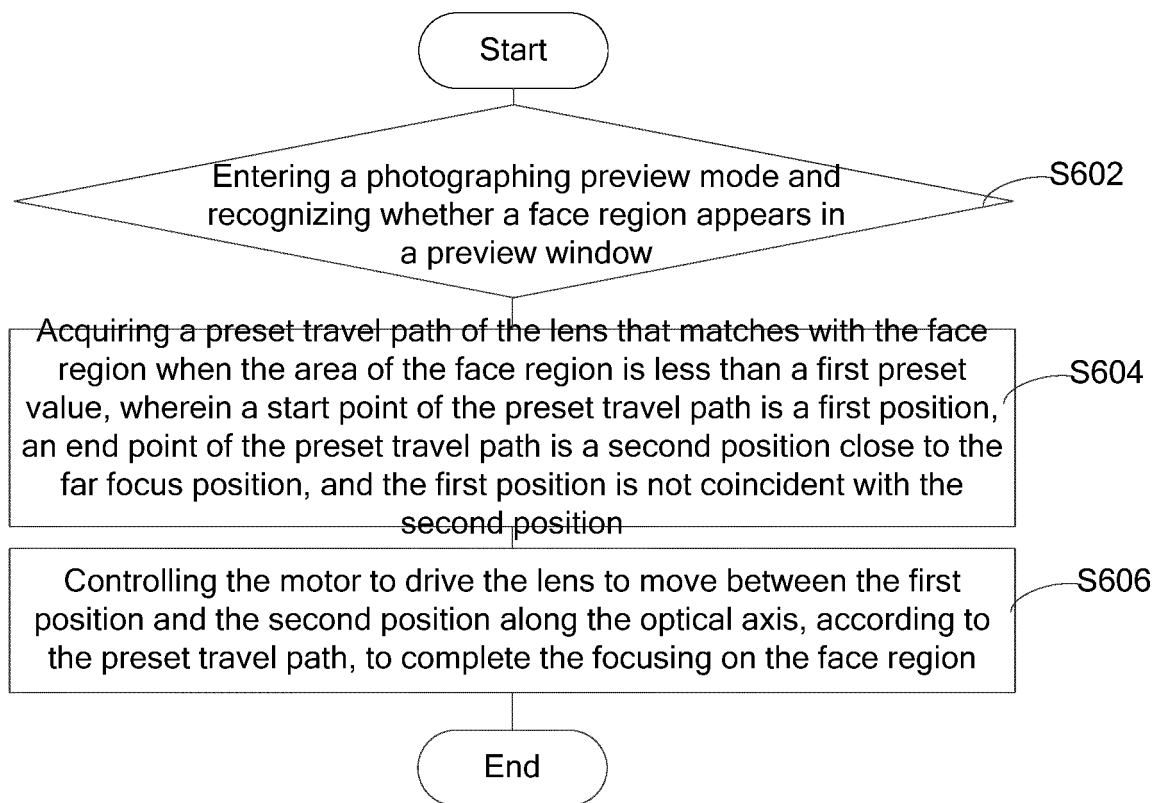 Start
Entering a photographing preview mode and
recognizing whether a face region appears in
a preview window
S602
Acquiring a preset travel path of the lens that matches with the face
region when the area of the face region is less than a first preset
value, wherein a start point of the preset travel path is a first position,
an end point of the preset travel path is a second position close to the
far focus position, and the first position is not coincident with the
second position
S604
Controlling the motor to drive the lens to move between the first
position and the second position along the optical axis, according to
the preset travel path, to complete the focusing on the face region
S606
End